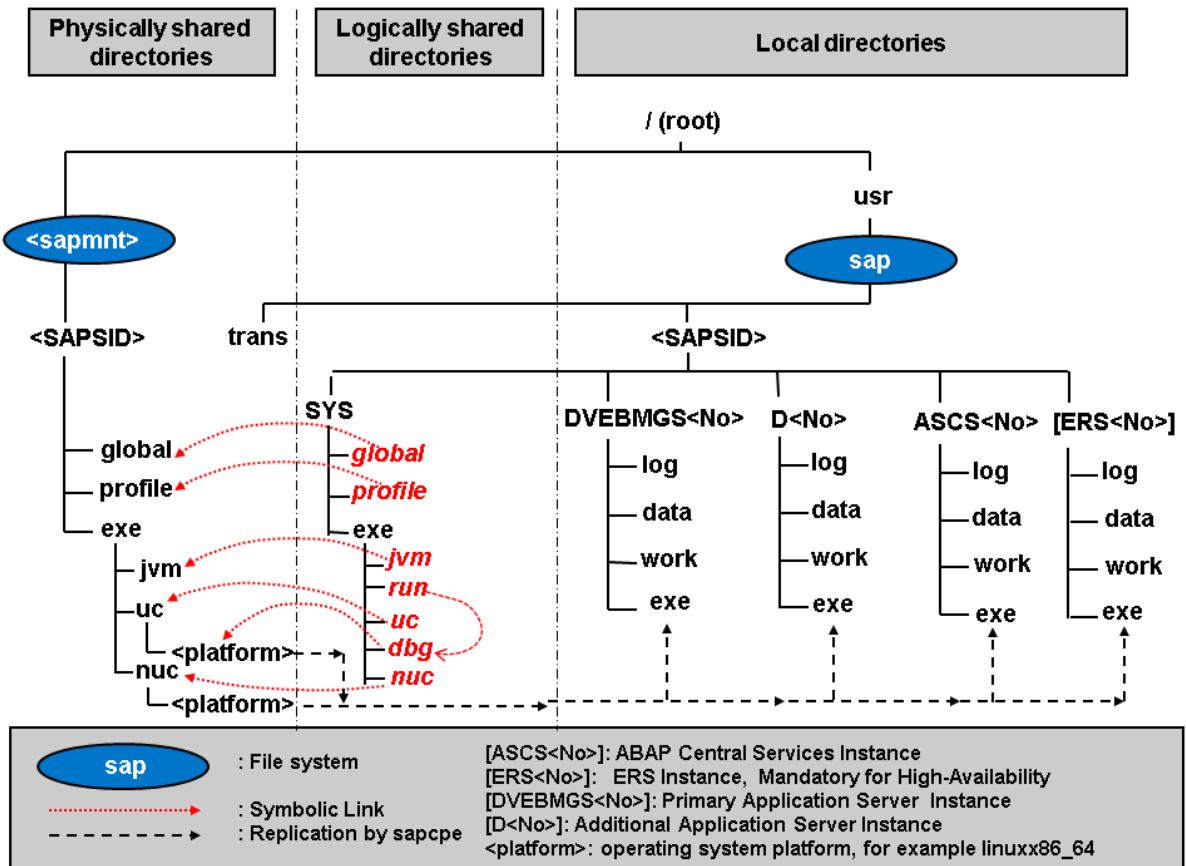 Physically shared
directories
Logically shared
directories
Local directories
/ (root)
usr
<sapmnt>
sap
<SAPSID>
trans
<SAPSID>
SYS
DVEBMGS<No>
D<No>
ASCS<No>
[ERS<No>]
global
profile
exe
jvm
uc
<platform>
nuc
<platform>
global
profile
exe
jvm
run
uc
dbg
nuc
log
data
work
exe
log
data
work
exe
log
data
work
exe
log
data
work
exe
sap
: File system
: Symbolic Link
: Replication by sapcpe
[ASCS<No>]: ABAP Central Services Instance
[ERS<No>]: ERS Instance, Mandatory for High-Availability
[DVEBMGS<No>]: Primary Application Server Instance
[D<No>]: Additional Application Server Instance
<platform>: operating system platform, for example linuxx86_64